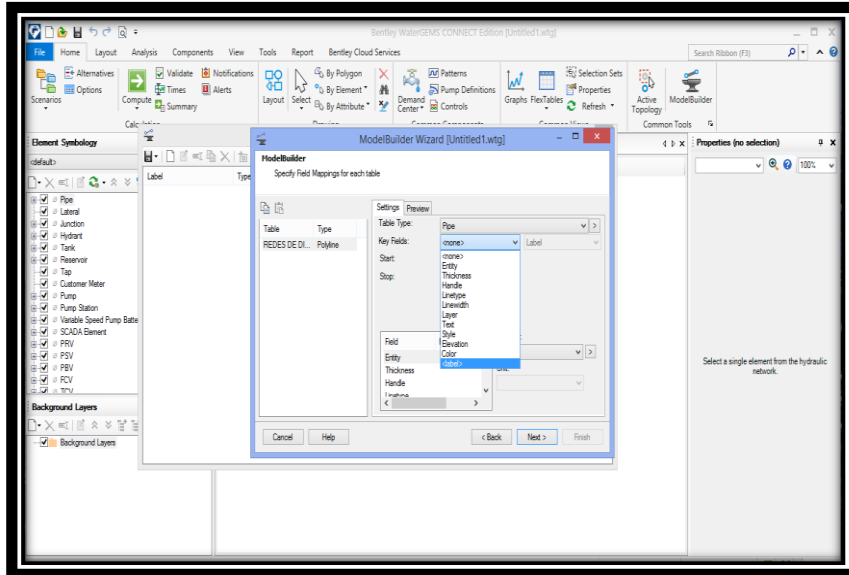 Bentley WaterGEMS CONNECT Edition [Untitled1.wtg]
File Home Layout Analysis Components View Tools Report Bentley Cloud Services Search Ribbon (F3)
Scenarios
Alternatives
Options
Compute
Validate
Times
Summary
Notifications
Alerts
Layout
Select
By Polygon
By Element
By Attribute
Demand Center
Patterns
Pump Definitions
Controls
Graphs
FlexTables
Selection Sets
Properties
Refresh
Active Topology
ModelBuilder
Common Tools
Element Symbology
<default>
Pipe
Lateral
Junction
Hydrant
Tank
Reservoir
Tap
Customer Meter
Pump
Pump Station
Variable Speed Pump Batte
SCADA Element
PRV
PSV
PBV
FCV
TCV
Background Layers
Background Layers
Label Type
ModelBuilder Wizard [Untitled1.wtg]
ModelBuilder
Specify Field Mappings for each table
Table Type
REDES DE DI... Polyline
Settings Preview
Table Type: Pipe
Key Fields: <none> Label
Start:
Stop:
<none>
Entity
Thickness
Handle
Linetype
Linewidth
Layer
Text
Style
Elevation
Color
<label>
Field
Entity
Thickness
Handle
Linetype
Cancel Help < Back Next > Finish
Properties (no selection)
100%
Select a single element from the hydraulic
network.